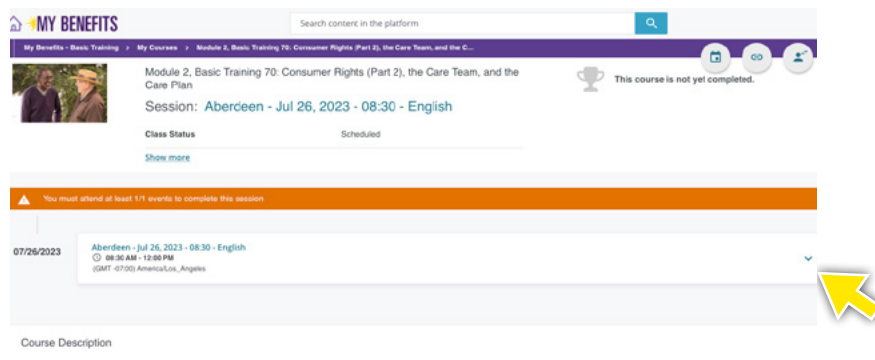 MY BENEFITS
Search content in the platform
My Benefits - Basic Training > My Courses > Module 2, Basic Training 70: Consumer Rights (Part 2), the Care Team, and the C...
Module 2, Basic Training 70: Consumer Rights (Part 2), the Care Team, and the
Care Plan
This course is not yet completed.
Session: Aberdeen - Jul 26, 2023 - 08:30 - English
Class Status Scheduled
Show more
You must attend at least 1/1 events to complete this session
07/26/2023
Aberdeen - Jul 26, 2023 - 08:30 - English
08:30 AM - 12:00 PM
(GMT -07:00) America/Los_Angeles
Course Description